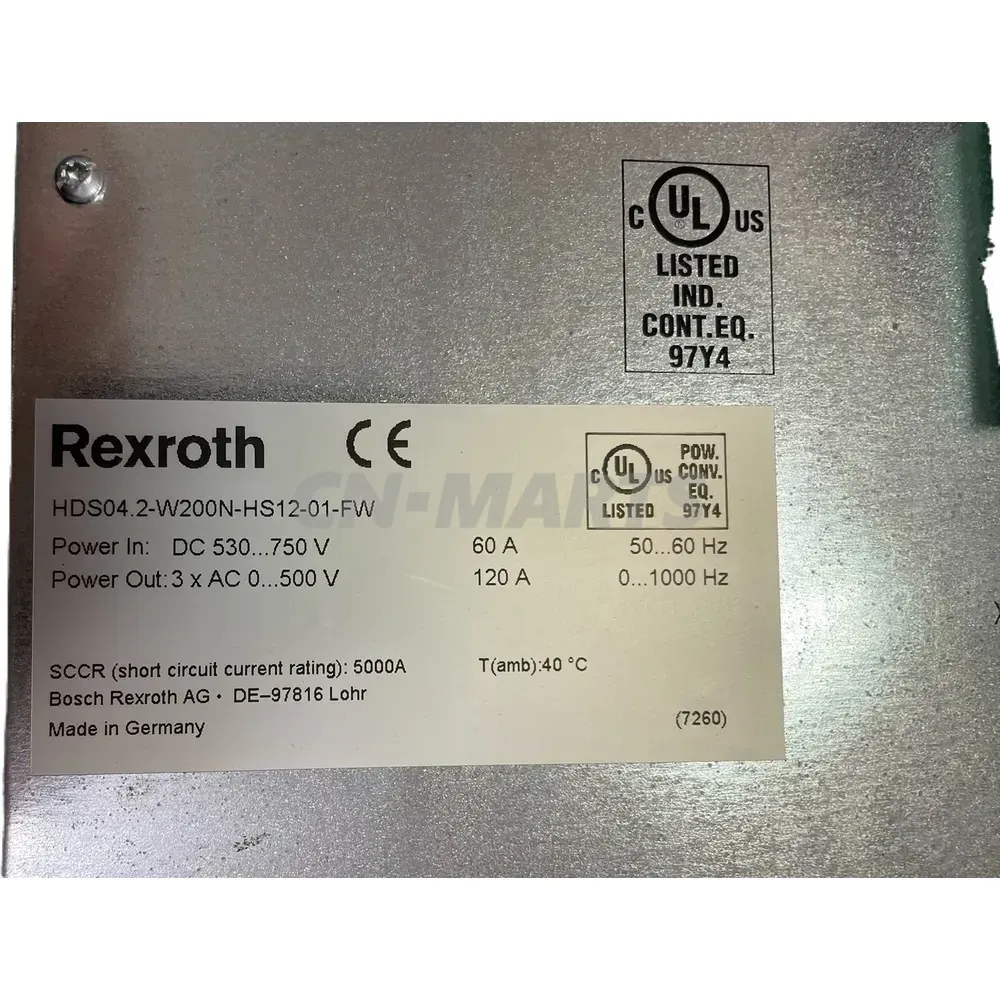 C UL US
LISTED
IND.
CONT.EQ.
97Y4
Rexroth CE
C UL US POW.
CONV.
EQ.
LISTED 97Y4
CN-MARTS
HDS04.2-W200N-HS12-01-FW
Power In: DC 530...750 V 60 A 50...60 Hz
Power Out: 3 x AC 0...500 V 120 A 0...1000 Hz
SCCR (short circuit current rating): 5000A T(amb):40 °C
Bosch Rexroth AG • DE–97816 Lohr
Made in Germany (7260)